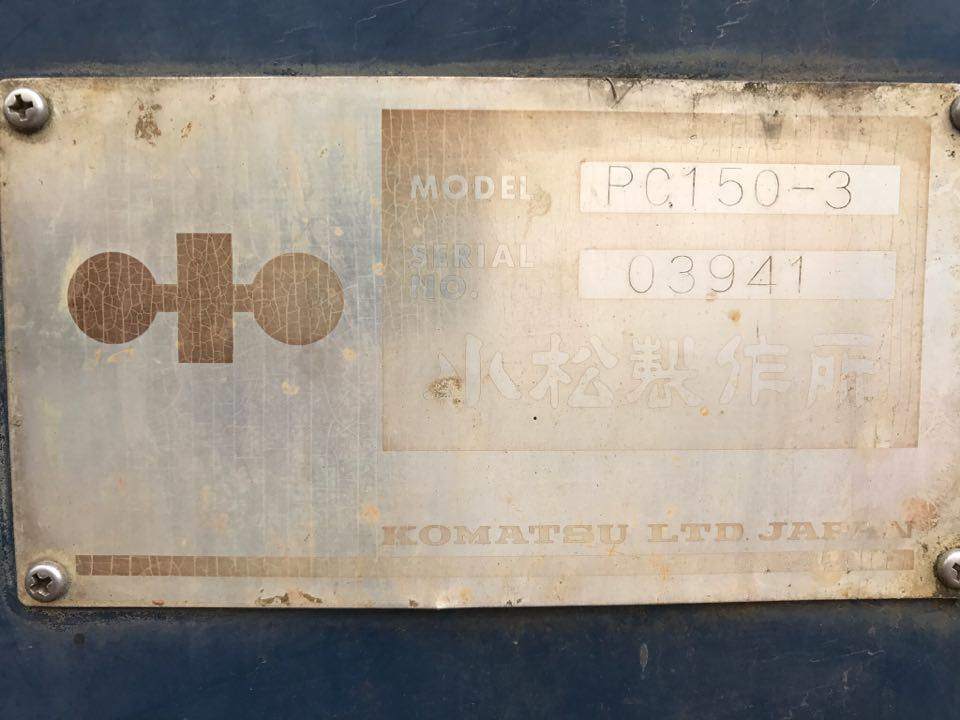 MODEL PC150-3
SERIAL NO. 03941
小松製作所
KOMATSU LTD. JAPAN